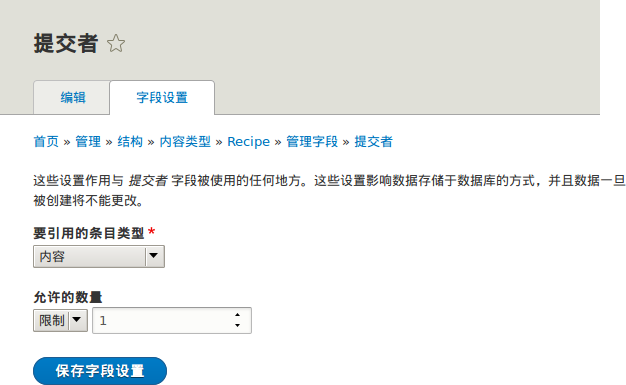 提交者
编辑 字段设置
首页 » 管理 » 结构 » 内容类型 » Recipe » 管理字段 » 提交者
这些设置作用与 提交者 字段被使用的任何地方。这些设置影响数据存储于数据库的方式，并且数据一旦
被创建将不能更改。
要引用的条目类型 *
内容
允许的数量
限制 1
保存字段设置